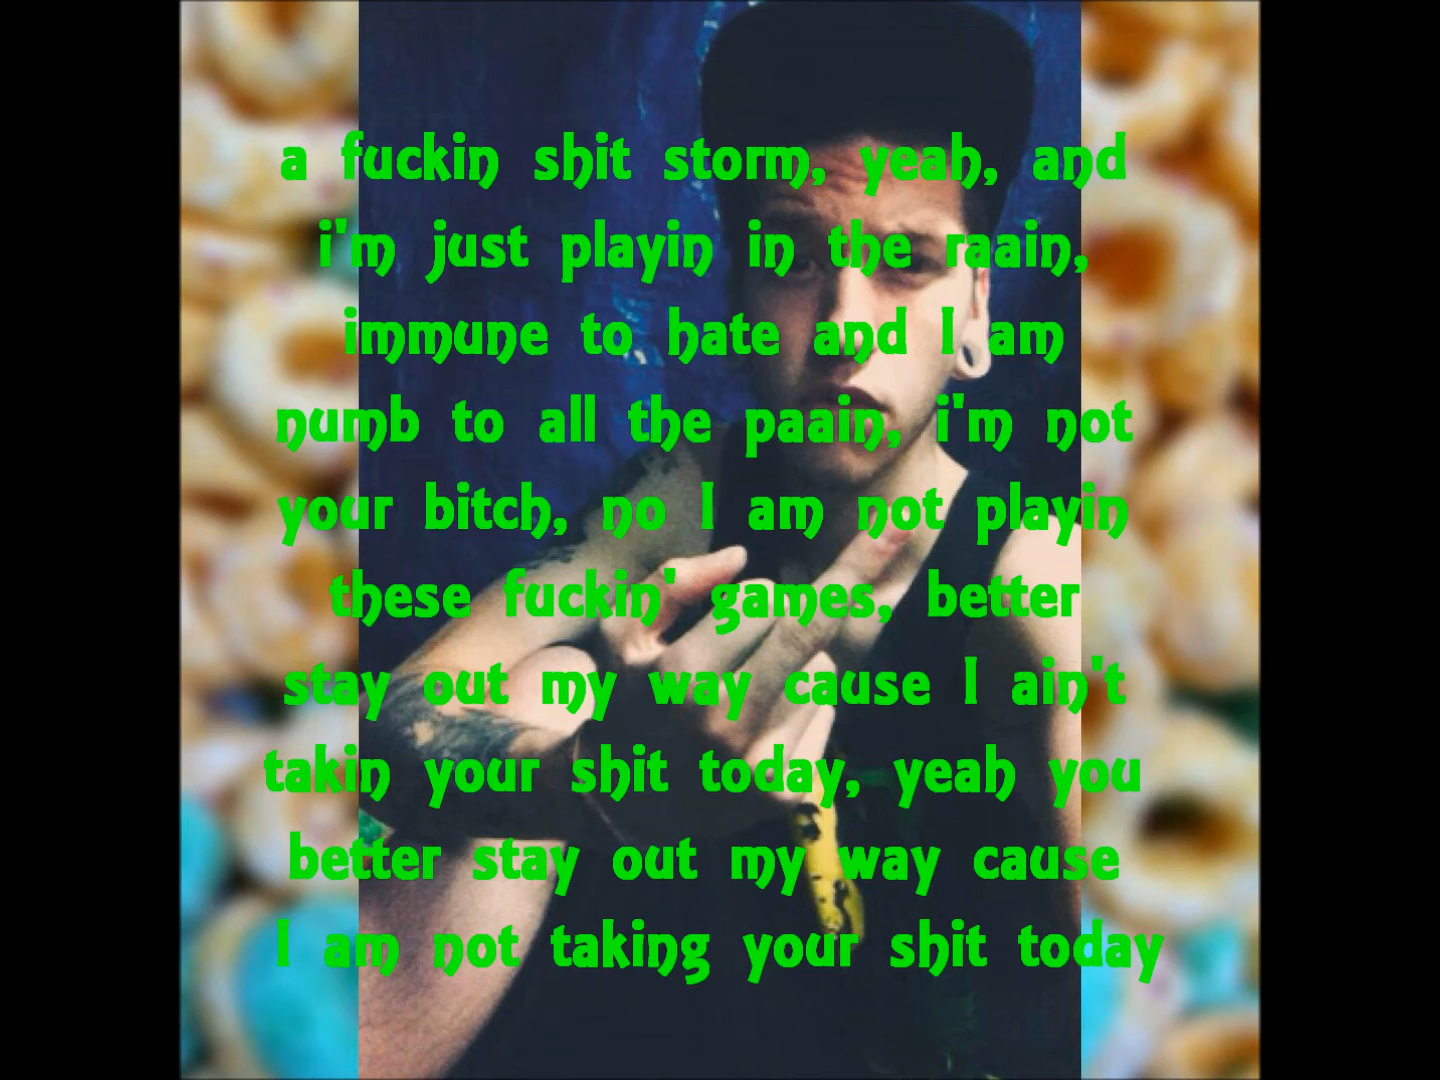 a fuckin shit storm, yeah, and
i'm just playin in the raain,
immune to hate and I am
numb to all the paain, i'm not
your bitch, no I am not playin
these fuckin' games, better
stay out my way cause I ain't
takin your shit today, yeah you
better stay out my way cause
I am not taking your shit today